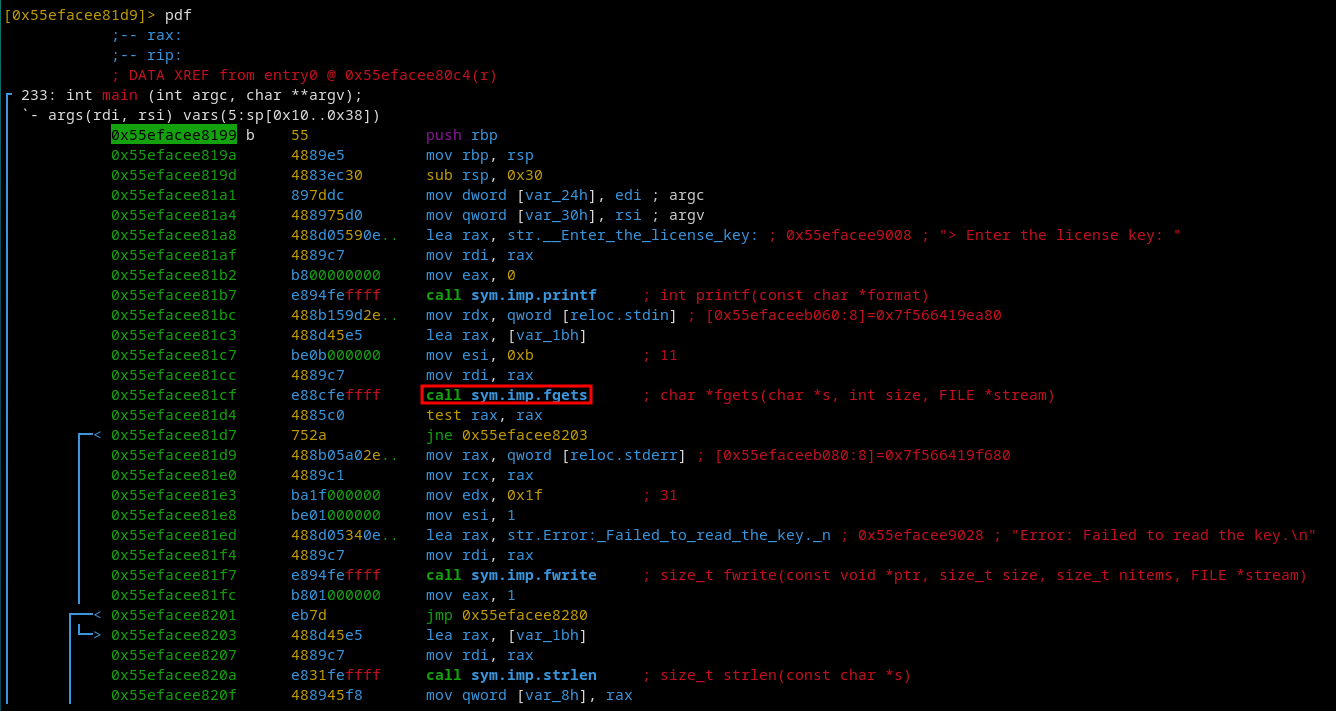 [0x55efacee81d9]> pdf
;-- rax:
;-- rip:
; DATA XREF from entry0 @ 0x55efacee80c4(r)
233: int main (int argc, char **argv);
`- args(rdi, rsi) vars(5:sp[0x10..0x38])
0x55efacee8199 b 55 push rbp
0x55efacee819a 4889e5 mov rbp, rsp
0x55efacee819d 4883ec30 sub rsp, 0x30
0x55efacee81a1 897ddc mov dword [var_24h], edi ; argc
0x55efacee81a4 488975d0 mov qword [var_30h], rsi ; argv
0x55efacee81a8 488d05590e.. lea rax, str.__Enter_the_license_key: ; 0x55efacee9008 ; "> Enter the license key: "
0x55efacee81af 4889c7 mov rdi, rax
0x55efacee81b2 b800000000 mov eax, 0
0x55efacee81b7 e894feffff call sym.imp.printf ; int printf(const char *format)
0x55efacee81bc 488b159d2e.. mov rdx, qword [reloc.stdin] ; [0x55efaceeb060:8]=0x7f566419ea80
0x55efacee81c3 488d45e5 lea rax, [var_1bh]
0x55efacee81c7 be0b000000 mov esi, 0xb ; 11
0x55efacee81cc 4889c7 mov rdi, rax
0x55efacee81cf e88cfeffff call sym.imp.fgets ; char *fgets(char *s, int size, FILE *stream)
0x55efacee81d4 4885c0 test rax, rax
< 0x55efacee81d7 752a jne 0x55efacee8203
0x55efacee81d9 488b05a02e.. mov rax, qword [reloc.stderr] ; [0x55efaceeb080:8]=0x7f566419f680
0x55efacee81e0 4889c1 mov rcx, rax
0x55efacee81e3 ba1f000000 mov edx, 0x1f ; 31
0x55efacee81e8 be01000000 mov esi, 1
0x55efacee81ed 488d05340e.. lea rax, str.Error:_Failed_to_read_the_key._n ; 0x55efacee9028 ; "Error: Failed to read the key.\n"
0x55efacee81f4 4889c7 mov rdi, rax
0x55efacee81f7 e894feffff call sym.imp.fwrite ; size_t fwrite(const void *ptr, size_t size, size_t nitems, FILE *stream)
0x55efacee81fc b801000000 mov eax, 1
< 0x55efacee8201 eb7d jmp 0x55efacee8280
> 0x55efacee8203 488d45e5 lea rax, [var_1bh]
0x55efacee8207 4889c7 mov rdi, rax
0x55efacee820a e831feffff call sym.imp.strlen ; size_t strlen(const char *s)
0x55efacee820f 488945f8 mov qword [var_8h], rax